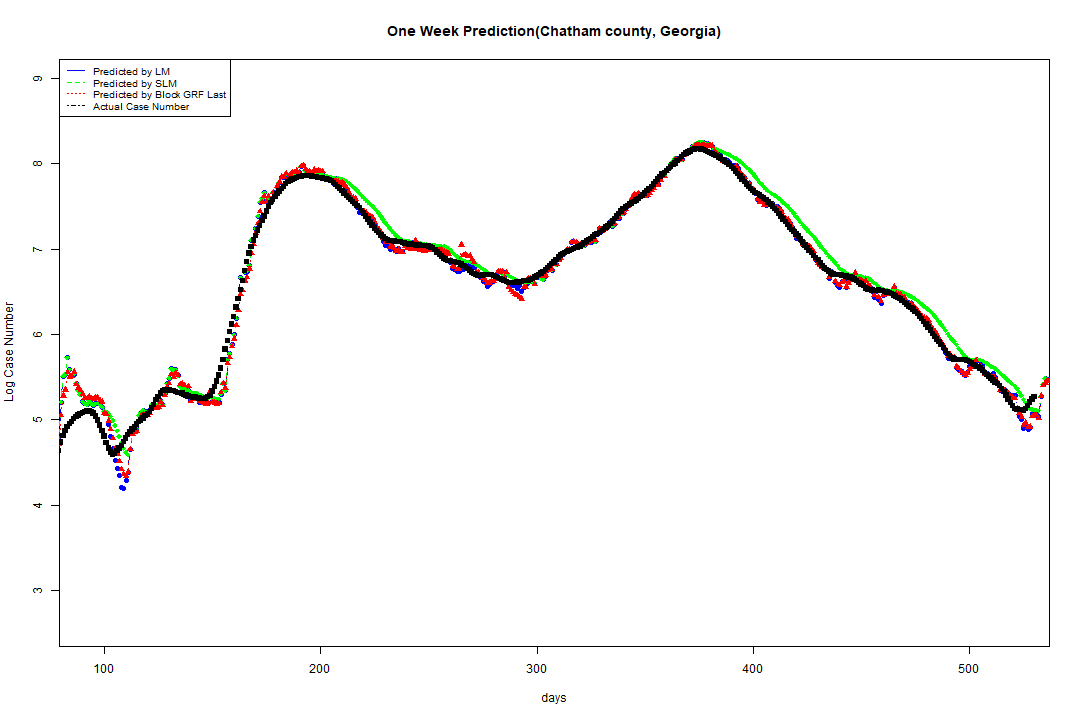 One Week Prediction(Chatham county, Georgia)
Predicted by LM
Predicted by SLM
Predicted by Block GRF Last
Actual Case Number
Log Case Number
9
8
7
6
5
4
3
100 200 300 400 500
days